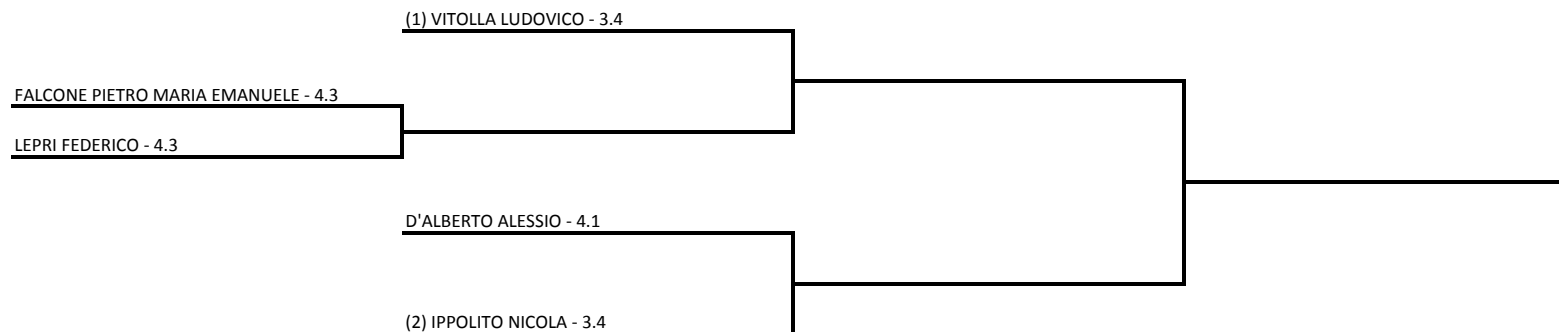 (1) VITOLLA LUDOVICO - 3.4
FALCONE PIETRO MARIA EMANUELE - 4.3
LEPRI FEDERICO - 4.3
D'ALBERTO ALESSIO - 4.1
(2) IPPOLITO NICOLA - 3.4